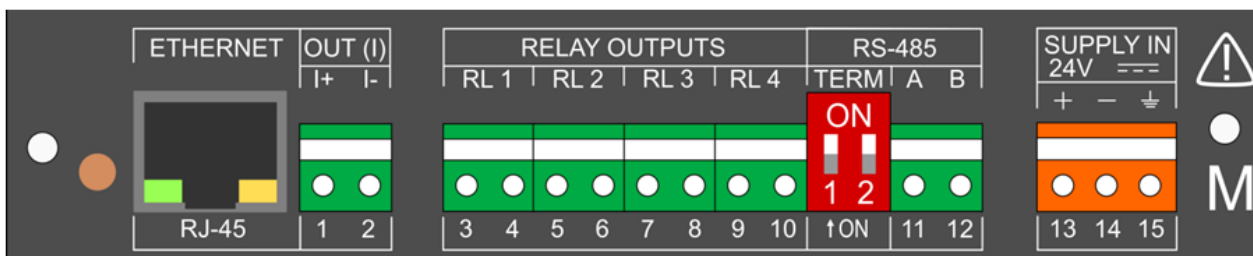 ETHERNET OUT (I) RELAY OUTPUTS RS-485 SUPPLY IN
24V
I+ I- RL 1 RL 2 RL 3 RL 4 TERM A B
+ −
ON
1 2
M
RJ-45 1 2 3 4 5 6 7 8 9 10 ↑ON 11 12 13 14 15